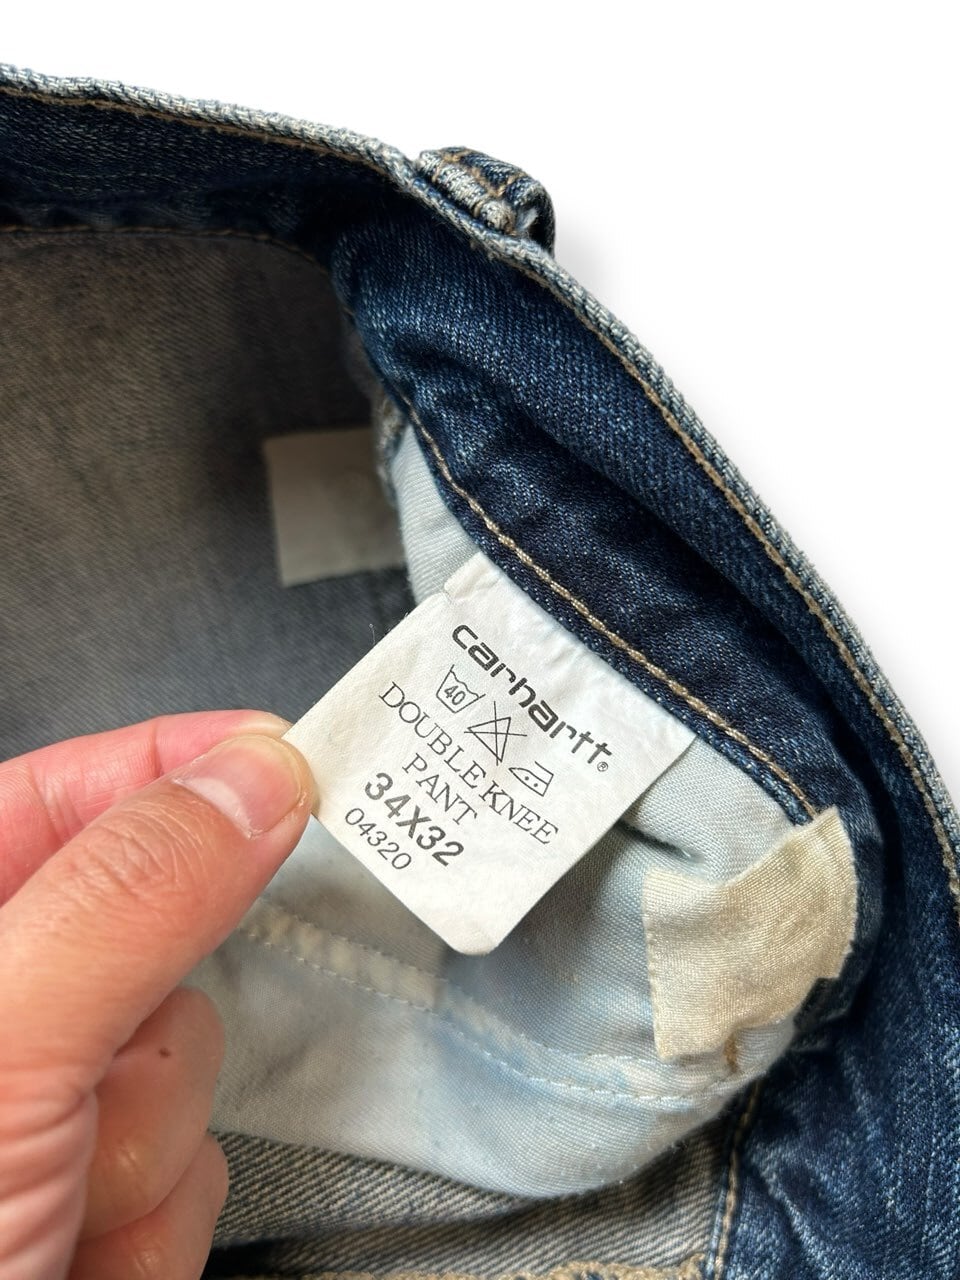 carhartt®
40
DOUBLE KNEE
PANT
34X32
04320